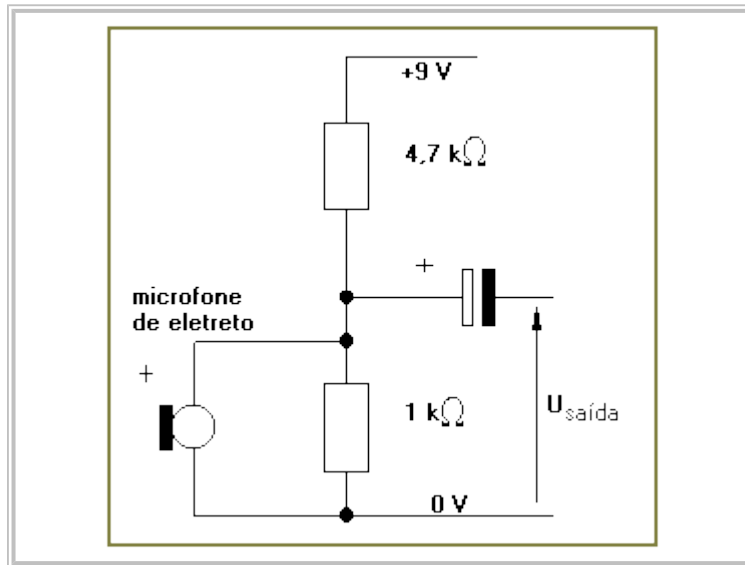 +9 V
4,7 kΩ
+
microfone
de eletreto
+
1 kΩ
Usaída
0 V